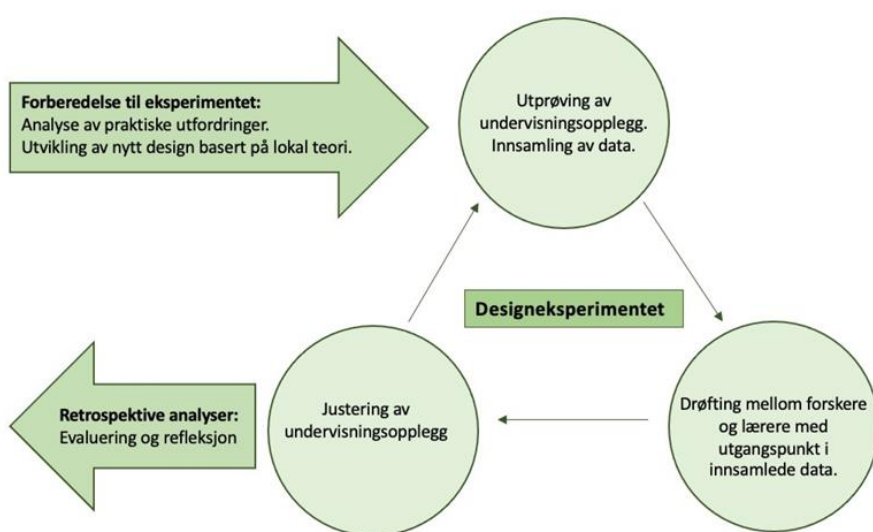 Forberedelse til eksperimentet:
Analyse av praktiske utfordringer.
Utvikling av nytt design basert på lokal teori.
Utprøving av
undervisningsopplegg.
Innsamling av data.
Designeksperimentet
Drøfting mellom forskere
og lærere med
utgangspunkt i
innsamlede data.
Justering av
undervisningsopplegg
Retrospektive analyser:
Evaluering og refleksjon